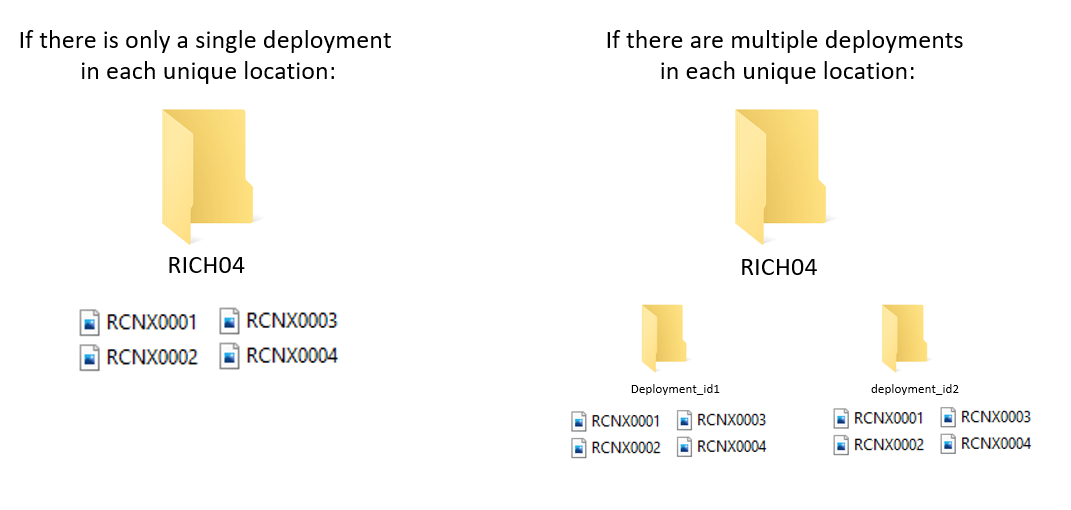 If there is only a single deployment
in each unique location:
RICH04
RCNX0001 RCNX0003
RCNX0002 RCNX0004
If there are multiple deployments
in each unique location:
RICH04
Deployment_id1
RCNX0001 RCNX0003
RCNX0002 RCNX0004
deployment_id2
RCNX0001 RCNX0003
RCNX0002 RCNX0004